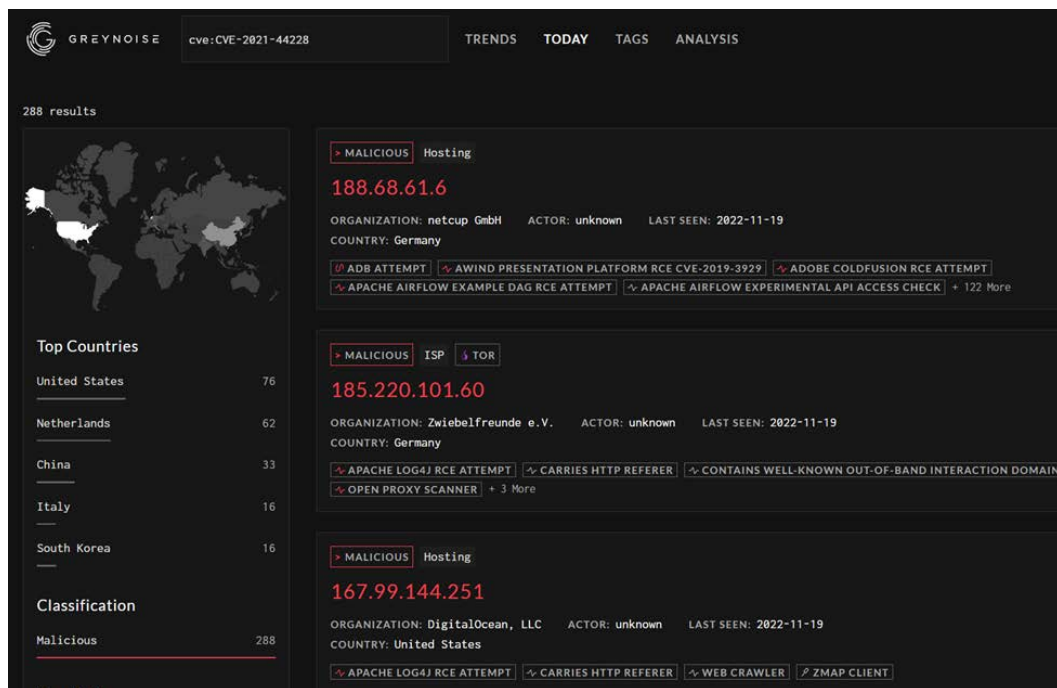 GREYNOISE cve:CVE-2021-44228 TRENDS TODAY TAGS ANALYSIS
288 results
Top Countries
United States 76
Netherlands 62
China 33
Italy 16
South Korea 16
Classification
Malicious 288
> MALICIOUS Hosting
188.68.61.6
ORGANIZATION: netcup GmbH ACTOR: unknown LAST SEEN: 2022-11-19
COUNTRY: Germany
ADB ATTEMPT AWIND PRESENTATION PLATFORM RCE CVE-2019-3929 ADOBE COLDFUSION RCE ATTEMPT
APACHE AIRFLOW EXAMPLE DAG RCE ATTEMPT APACHE AIRFLOW EXPERIMENTAL API ACCESS CHECK + 122 More
> MALICIOUS ISP TOR
185.220.101.60
ORGANIZATION: Zwiebelfreunde e.V. ACTOR: unknown LAST SEEN: 2022-11-19
COUNTRY: Germany
APACHE LOG4J RCE ATTEMPT CARRIES HTTP REFERER CONTAINS WELL-KNOWN OUT-OF-BAND INTERACTION DOMAIN
OPEN PROXY SCANNER + 3 More
> MALICIOUS Hosting
167.99.144.251
ORGANIZATION: DigitalOcean, LLC ACTOR: unknown LAST SEEN: 2022-11-19
COUNTRY: United States
APACHE LOG4J RCE ATTEMPT CARRIES HTTP REFERER WEB CRAWLER ZMAP CLIENT